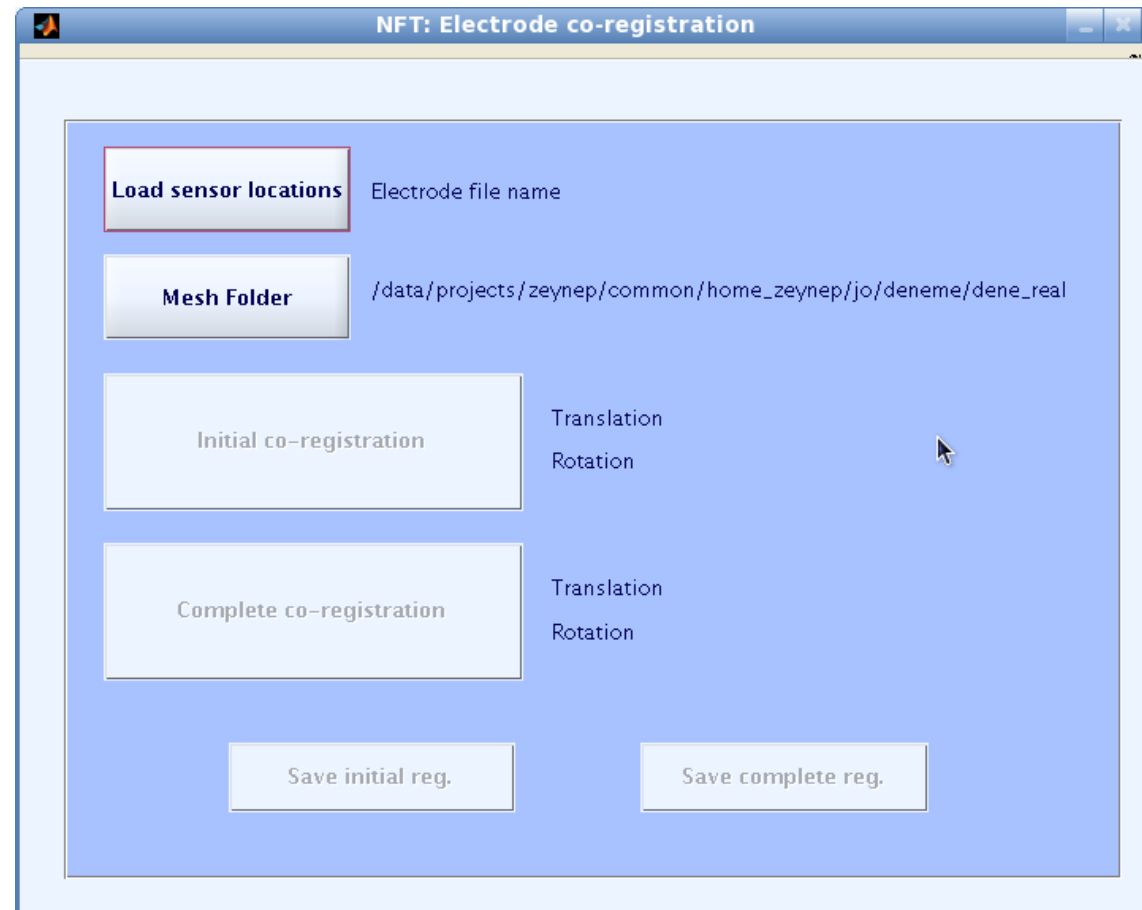 NFT: Electrode co-registration
Load sensor locations
Electrode file name
Mesh Folder
/data/projects/zeynep/common/home_zeynep/jo/deneme/dene_real
Initial co-registration
Translation
Rotation
Complete co-registration
Translation
Rotation
Save initial reg.
Save complete reg.